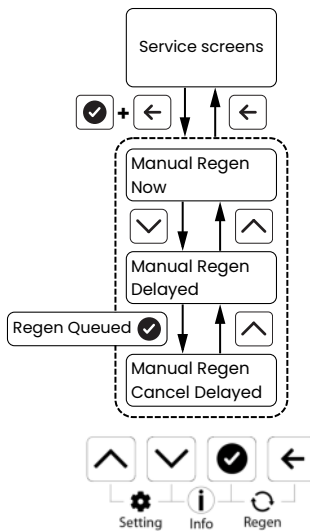 Service screens
+
Manual Regen
Now
Manual Regen
Delayed
Regen Queued
Manual Regen
Cancel Delayed
Setting Info Regen